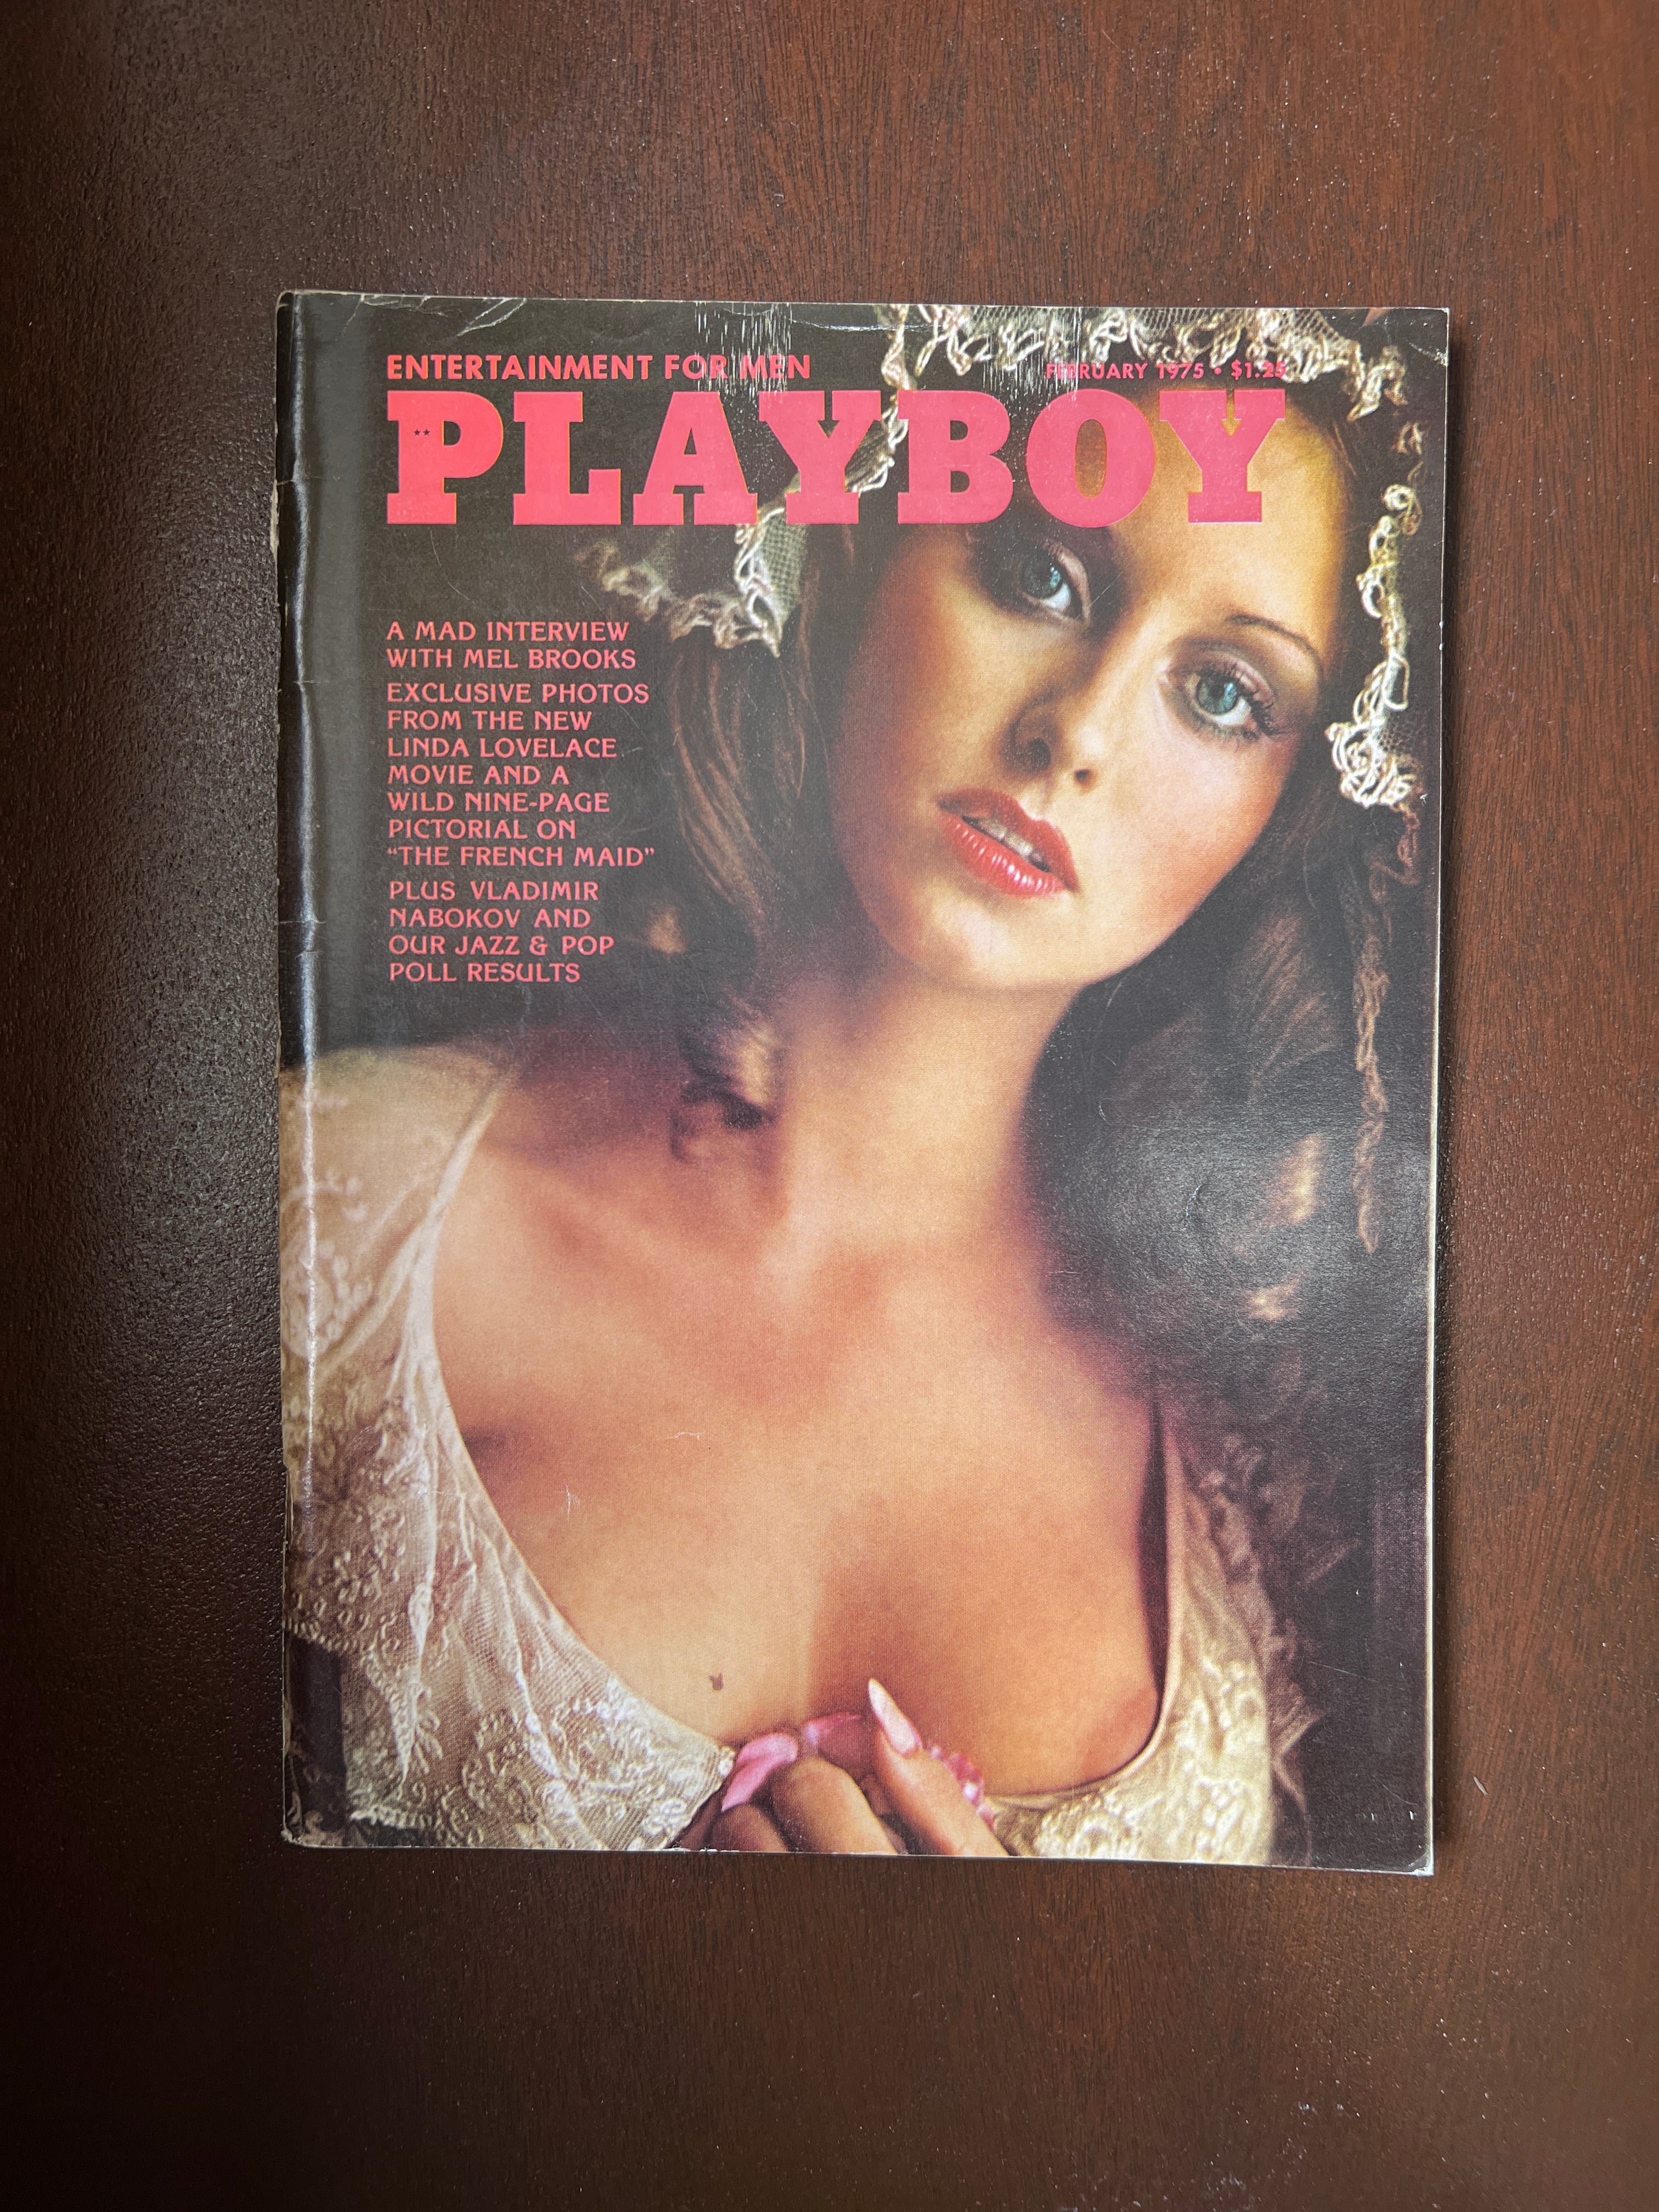 ENTERTAINMENT FOR MEN
FEBRUARY 1975 • $1.25
PLAYBOY
A MAD INTERVIEW
WITH MEL BROOKS
EXCLUSIVE PHOTOS
FROM THE NEW
LINDA LOVELACE
MOVIE AND A
WILD NINE-PAGE
PICTORIAL ON
“THE FRENCH MAID”
PLUS VLADIMIR
NABOKOV AND
OUR JAZZ & POP
POLL RESULTS